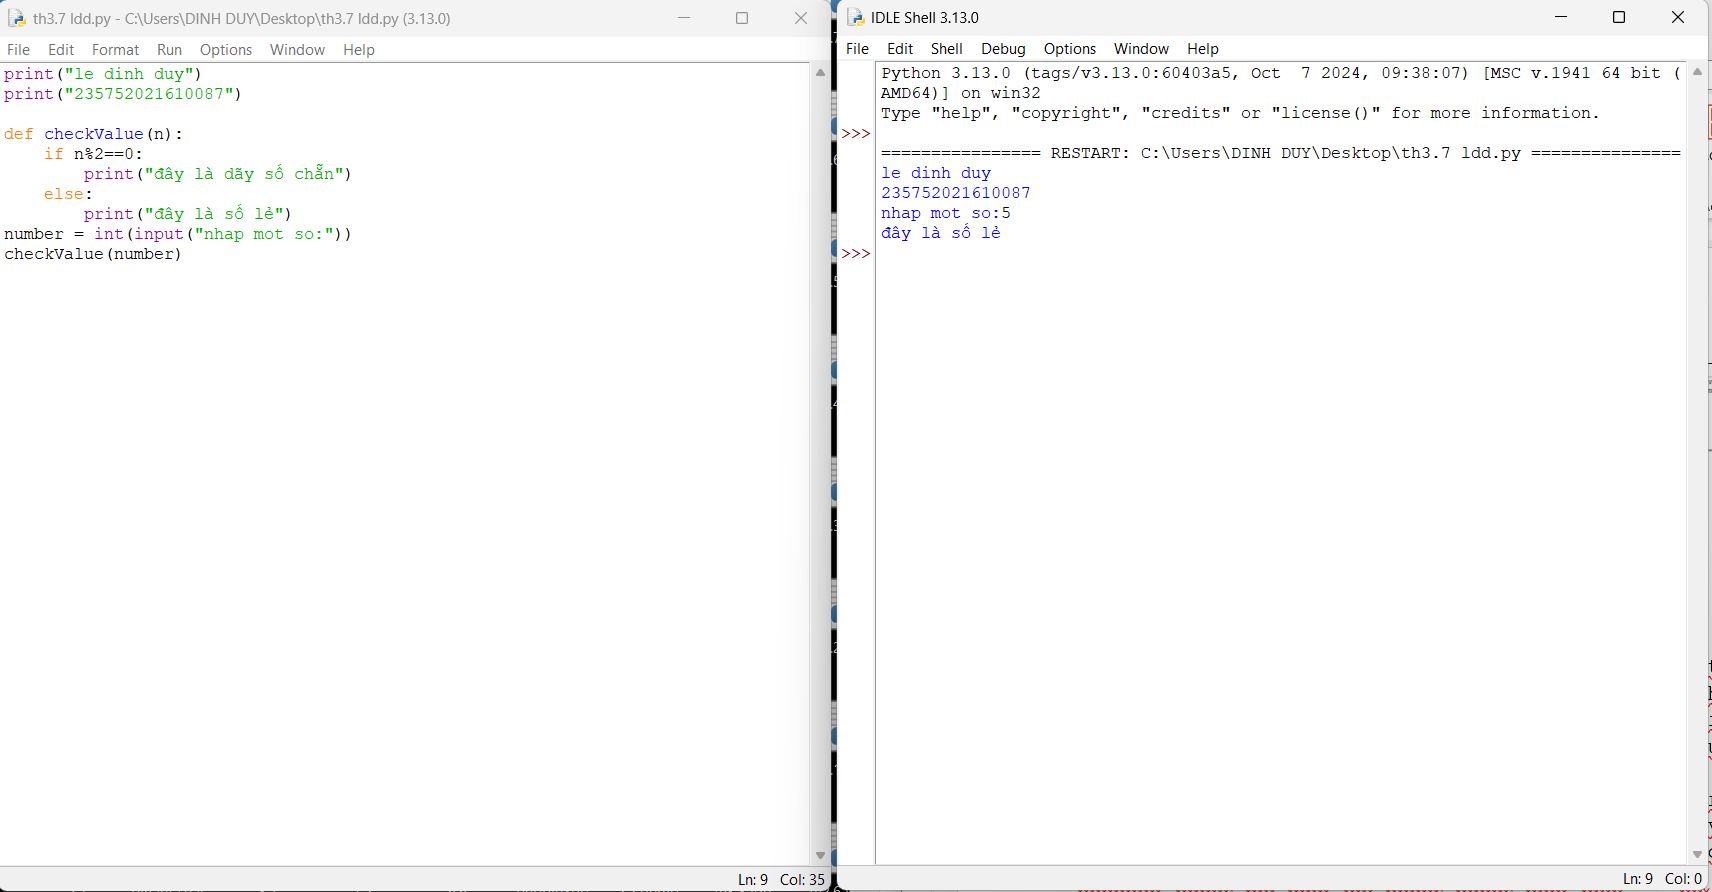 th3.7 ldd.py - C:\Users\DINH DUY\Desktop\th3.7 ldd.py (3.13.0)
File Edit Format Run Options Window Help
print("le dinh duy")
print("235752021610087")
def checkValue(n):
    if n%2==0:
        print("đây là dãy số chẵn")
    else:
        print("đây là số lẻ")
number = int(input("nhap mot so:"))
checkValue(number)
Ln: 9 Col: 35
IDLE Shell 3.13.0
File Edit Shell Debug Options Window Help
Python 3.13.0 (tags/v3.13.0:60403a5, Oct  7 2024, 09:38:07) [MSC v.1941 64 bit (
AMD64)] on win32
Type "help", "copyright", "credits" or "license()" for more information.
>>>
================ RESTART: C:\Users\DINH DUY\Desktop\th3.7 ldd.py ===============
le dinh duy
235752021610087
nhap mot so:5
đây là số lẻ
>>>
Ln: 9 Col: 0